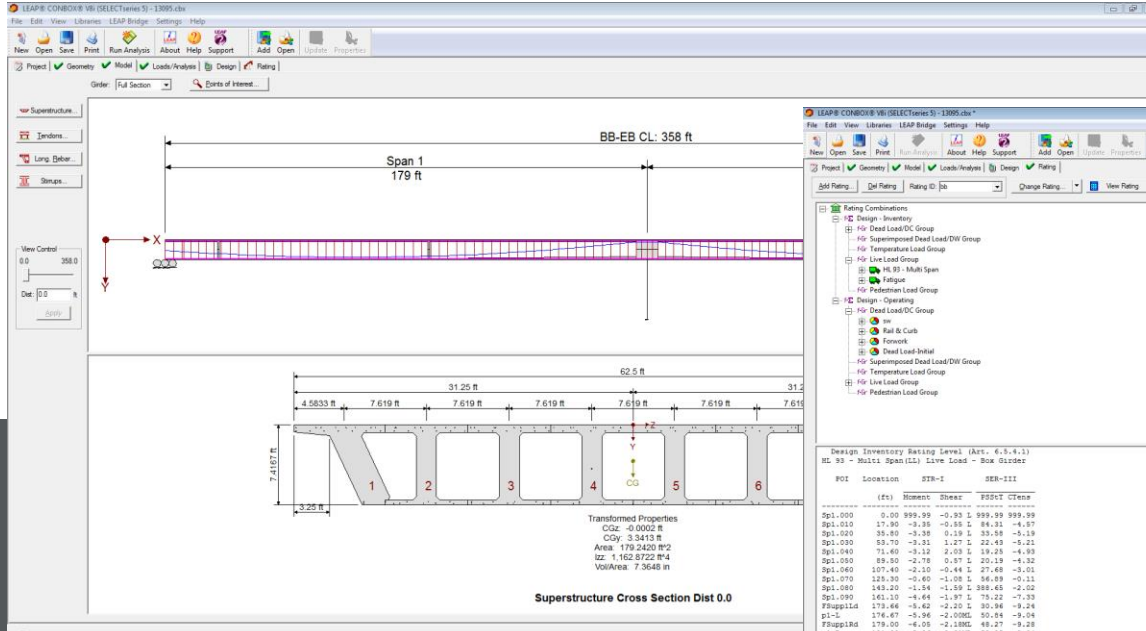 LEAP® CONBOX® V8i (SELECTseries 5) - 13095.cbx
File Edit View Libraries LEAP Bridge Settings Help
New Open Save Print Run Analysis About Help Support Add Open Update Properties
Project Geometry Model Loads/Analysis Design Rating
Girder: Full Section Points of Interest...
Superstructure...
Tendons...
Long. Rebar...
Stirrups...
View Control
0.0 358.0
Dist: 0.0 ft
Apply
BB-EB CL: 358 ft
Span 1
179 ft
X
Y
62.5 ft
31.25 ft 31.2
4.5833 ft 7.619 ft 7.619 ft 7.619 ft 7.619 ft 7.619 ft 7.619
7.4167 ft
Z
Y
CG
1 2 3 4 5 6
3.25 ft
Transformed Properties
CGz: -0.0002 ft
CGy: 3.3413 ft
Area: 179.2420 ft^2
Izz: 1,162.8722 ft^4
Vol/Area: 7.3648 in
Superstructure Cross Section Dist 0.0
LEAP® CONBOX® V8i (SELECTseries 5) - 13095.cbx *
File Edit View Libraries LEAP Bridge Settings Help
New Open Save Print Run Analysis About Help Support Add Open Update Properties
Project Geometry Model Loads/Analysis Design Rating
Add Rating... Del Rating Rating ID: bb Change Rating... View Rating
Rating Combinations
Design - Inventory
Dead Load/DC Group
Superimposed Dead Load/DW Group
Temperature Load Group
Live Load Group
HL 93 - Multi Span
Fatigue
Pedestrian Load Group
Design - Operating
Dead Load/DC Group
sw
Rail & Curb
Forwork
Dead Load-Initial
Superimposed Dead Load/DW Group
Temperature Load Group
Live Load Group
Pedestrian Load Group
Design Inventory Rating Level (Art. 6.5.4.1)
HL 93 - Multi Span(LL) Live Load - Box Girder
POI Location STR-I SER-III
(ft) Moment Shear PSStT CTens
Sp1.000 0.00 999.99 -0.93 L 999.99 999.99
Sp1.010 17.90 -3.35 -0.55 L 84.31 -4.57
Sp1.020 35.80 -3.38 0.19 L 33.58 -5.19
Sp1.030 53.70 -3.31 1.27 L 22.43 -5.21
Sp1.040 71.60 -3.12 2.03 L 19.25 -4.93
Sp1.050 89.50 -2.78 0.57 L 20.19 -4.32
Sp1.060 107.40 -2.10 -0.44 L 27.68 -3.01
Sp1.070 125.30 -0.60 -1.08 L 56.89 -0.11
Sp1.080 143.20 -1.54 -1.59 L 388.65 -2.02
Sp1.090 161.10 -4.64 -1.97 L 75.22 -7.33
FSupp1Ld 173.66 -5.62 -2.20 L 30.96 -9.24
p1-L 176.67 -5.96 -2.00ML 50.84 -9.04
FSupp1Rd 179.00 -6.05 -2.18ML 48.27 -9.28